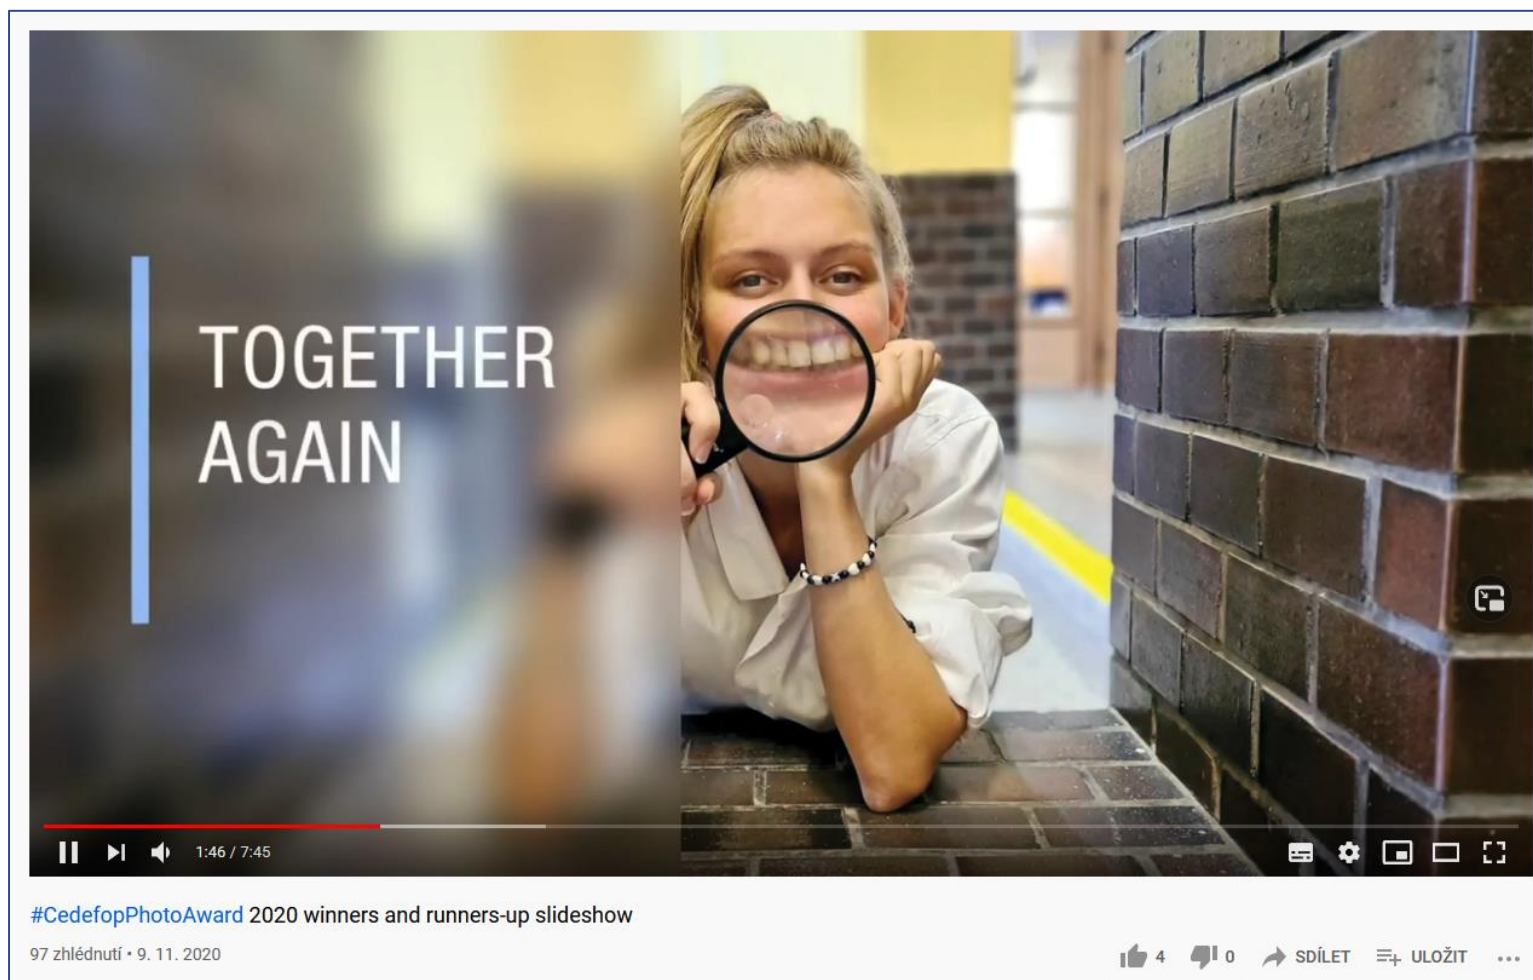 TOGETHER
AGAIN
1:46 / 7:45
#CedefopPhotoAward 2020 winners and runners-up slideshow
97 zhlédnutí • 9. 11. 2020
4
0
SDÍLET
ULOŽIT